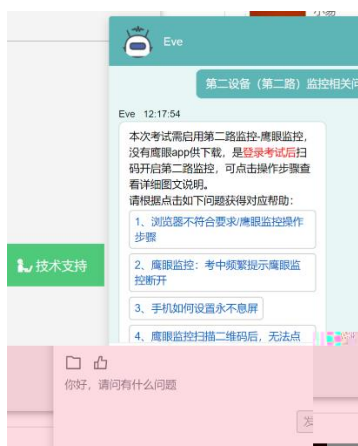 Eve
第二设备（第二路）监控相关问
Eve 12:17:54
本次考试需启用第二路监控-鹰眼监控，
没有鹰眼app供下载，是登录考试后扫
码开启第二路监控，可点击操作步骤查
看详细图文说明。
请根据点击如下问题获得对应帮助：
1、浏览器不符合要求/鹰眼监控操作
步骤
2、鹰眼监控：考中频繁提示鹰眼监
控断开
技术支持
3、手机如何设置永不息屏
4、鹰眼监控扫描二维码后，无法点
你好，请问有什么问题
发